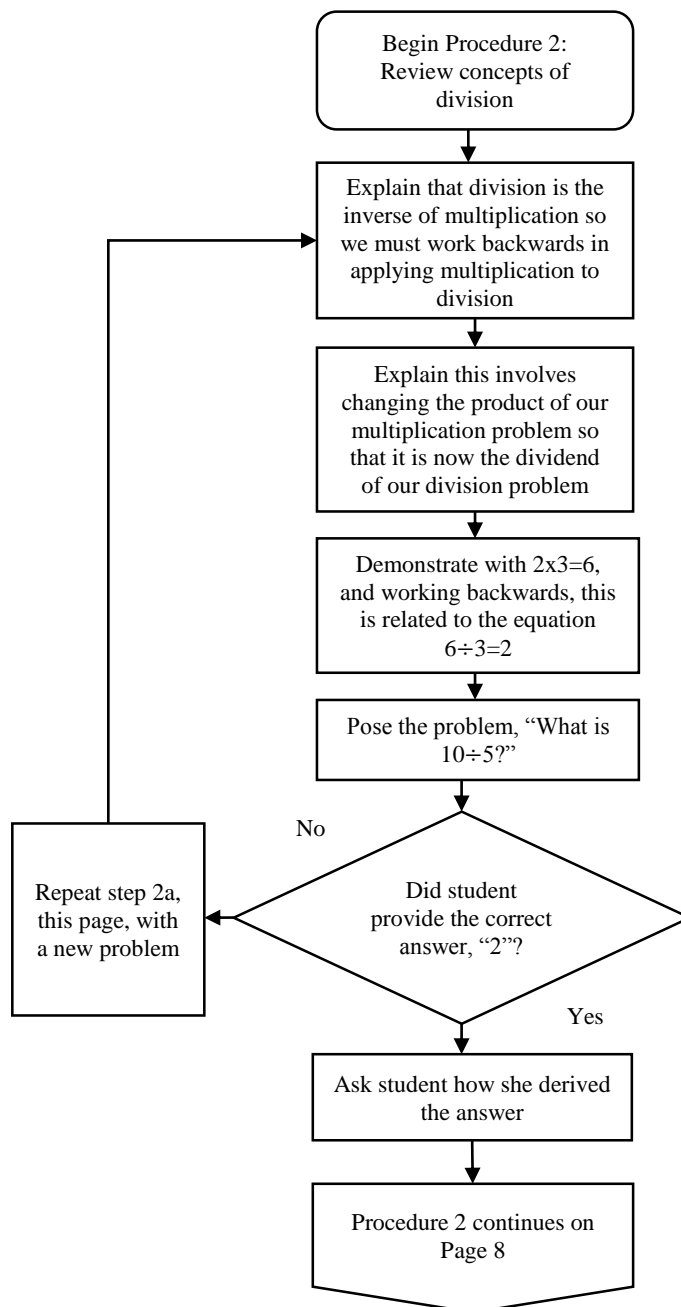 Begin Procedure 2:
Review concepts of
division
Explain that division is the
inverse of multiplication so
we must work backwards in
applying multiplication to
division
Explain this involves
changing the product of our
multiplication problem so
that it is now the dividend
of our division problem
Demonstrate with 2x3=6,
and working backwards, this
is related to the equation
6÷3=2
Pose the problem, “What is
10÷5?”
No
Repeat step 2a,
this page, with
a new problem
Did student
provide the correct
answer, “2”?
Yes
Ask student how she derived
the answer
Procedure 2 continues on
Page 8